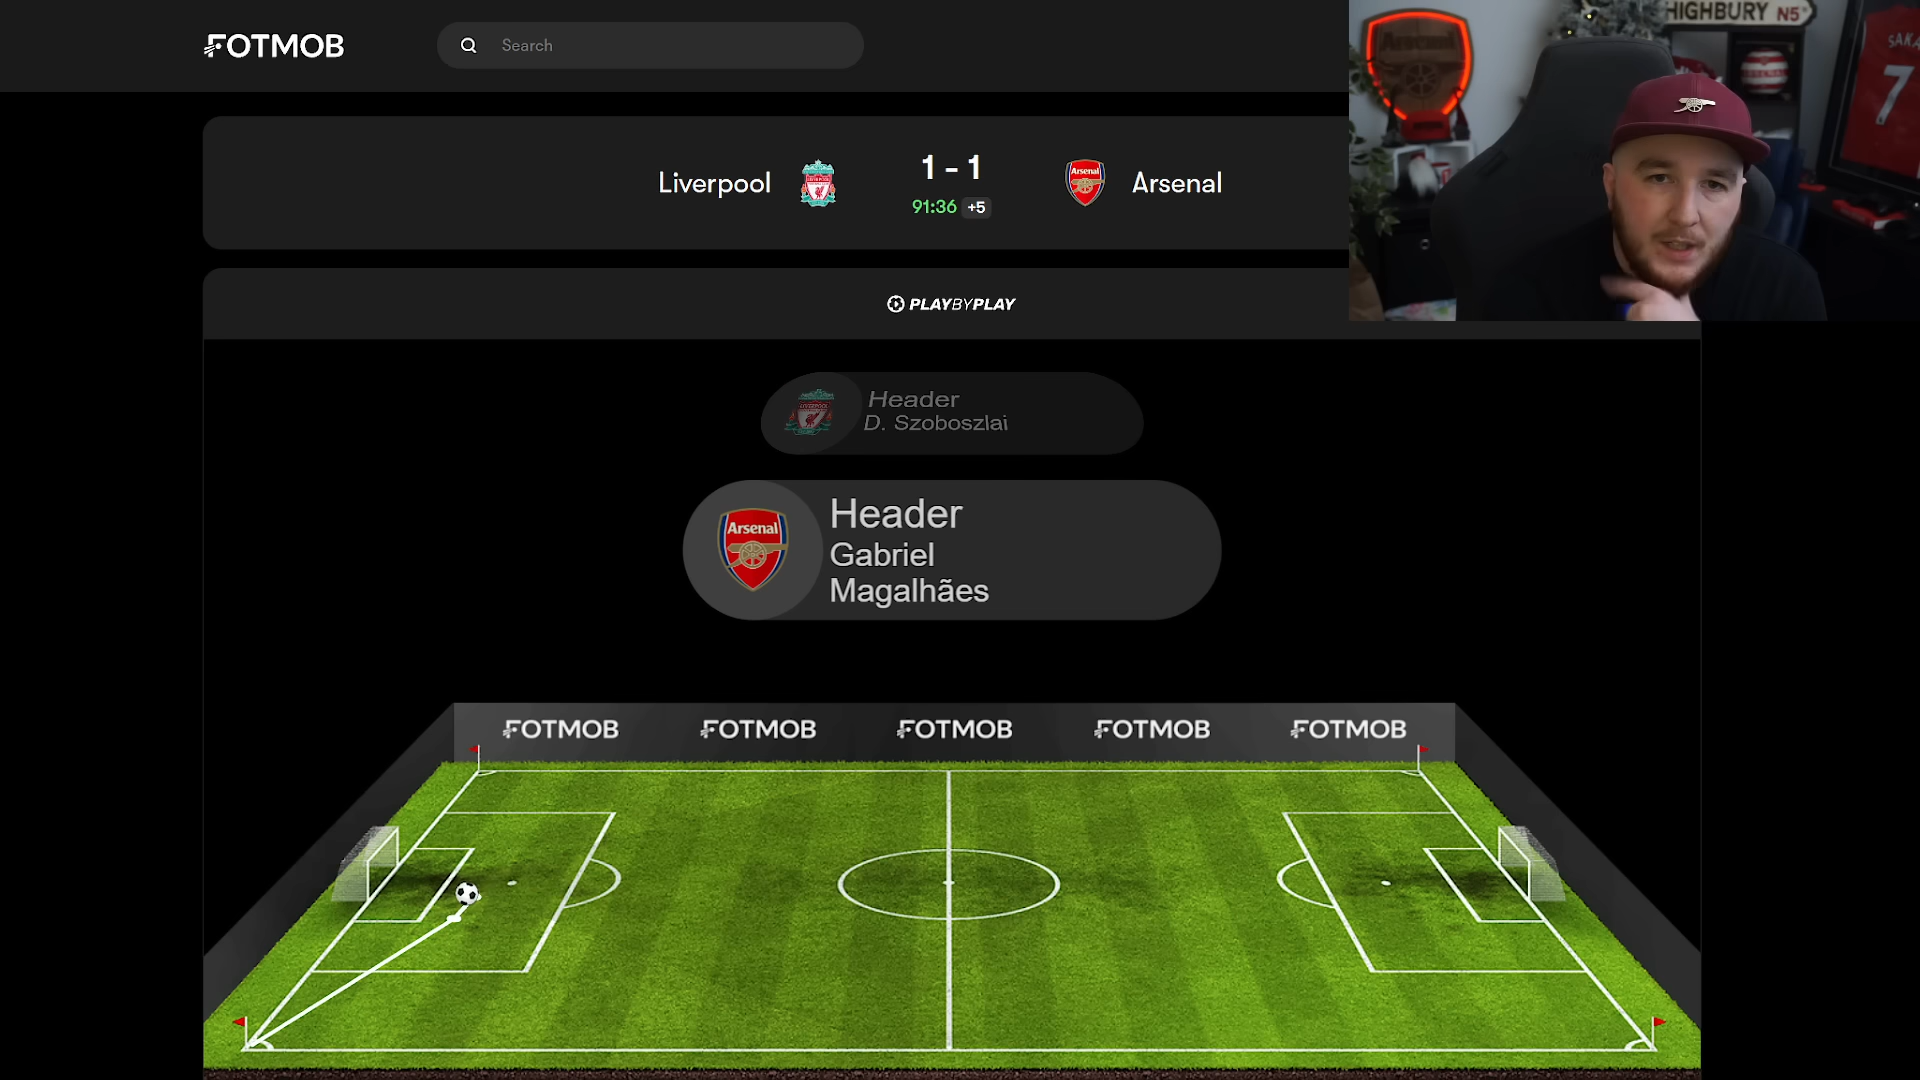 FOTMOB
Search
HIGHBURY N5
SAKA
7
Arsenal
Liverpool
1 - 1
Arsenal
Arsenal
91:36 +5
PLAYBYPLAY
Header
D. Szoboszlai
Arsenal
Header
Gabriel
Magalhães
FOTMOB FOTMOB FOTMOB FOTMOB FOTMOB